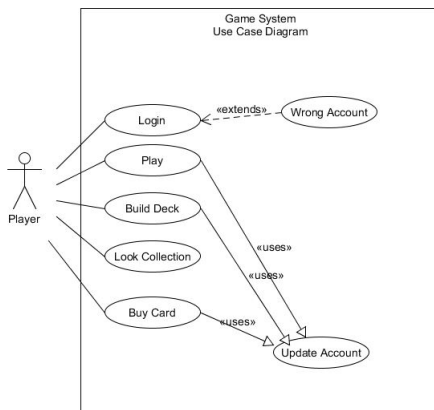 Game System
Use Case Diagram
«extends»
Wrong Account
Login
Play
Build Deck
Player
Look Collection
«uses»
«uses»
Buy Card
«uses»
Update Account